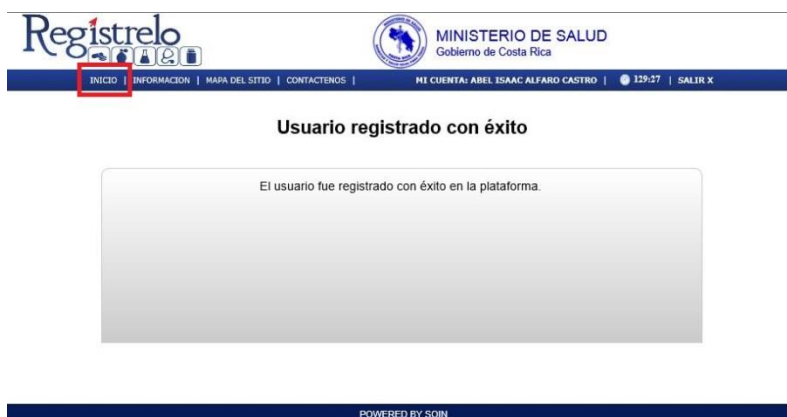 Regístrelo
MINISTERIO DE SALUD
Gobierno de Costa Rica
INICIO | INFORMACION | MAPA DEL SITIO | CONTACTENOS | MI CUENTA: ABEL ISAAC ALFARO CASTRO | 129:27 | SALIR X
Usuario registrado con éxito
El usuario fue registrado con éxito en la plataforma.
POWERED BY SOIN